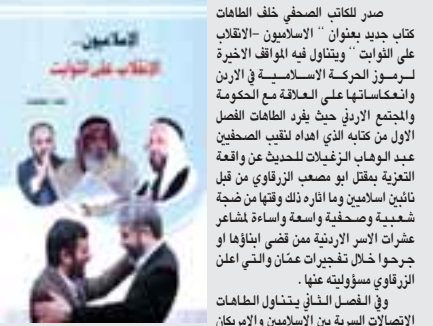 الإسلاميون..
الإنقلاب على الثوابت
صدر للكاتب الصحفي خلف الطاهات
كتاب جديد بعنوان " الاسلاميون -الانقلاب
على الثوابت " ويتناول فيه المواقف الاخيرة
لـرمـوز الحركـة الاسـلامـيـة في الاردن
وانعكاساتها على العلاقة مع الحكومة
والمجتمع الاردني حيث يفرد الطاهات الفصل
الاول من كتابه الذي اهداه لنقيب الصحفيين
عبد الوهاب الزغيلات للحديث عن واقعة
التعزية بمقتل ابو مصعب الزرقاوي من قبل
نائبين اسلاميين وما اثاره ذلك وقتها من ضجة
شعبية وصحفية واسعة واساءة لمشاعر
عشرات الاسر الاردنية ممن قضى ابناؤها او
جرحوا خلال تفجيرات عمّان والتي اعلن
الزرقاوي مسؤوليته عنها .
وفي الفصل الثاني يتناول الطاهات
الاتصالات السرية بين الاسلاميين والامريكان